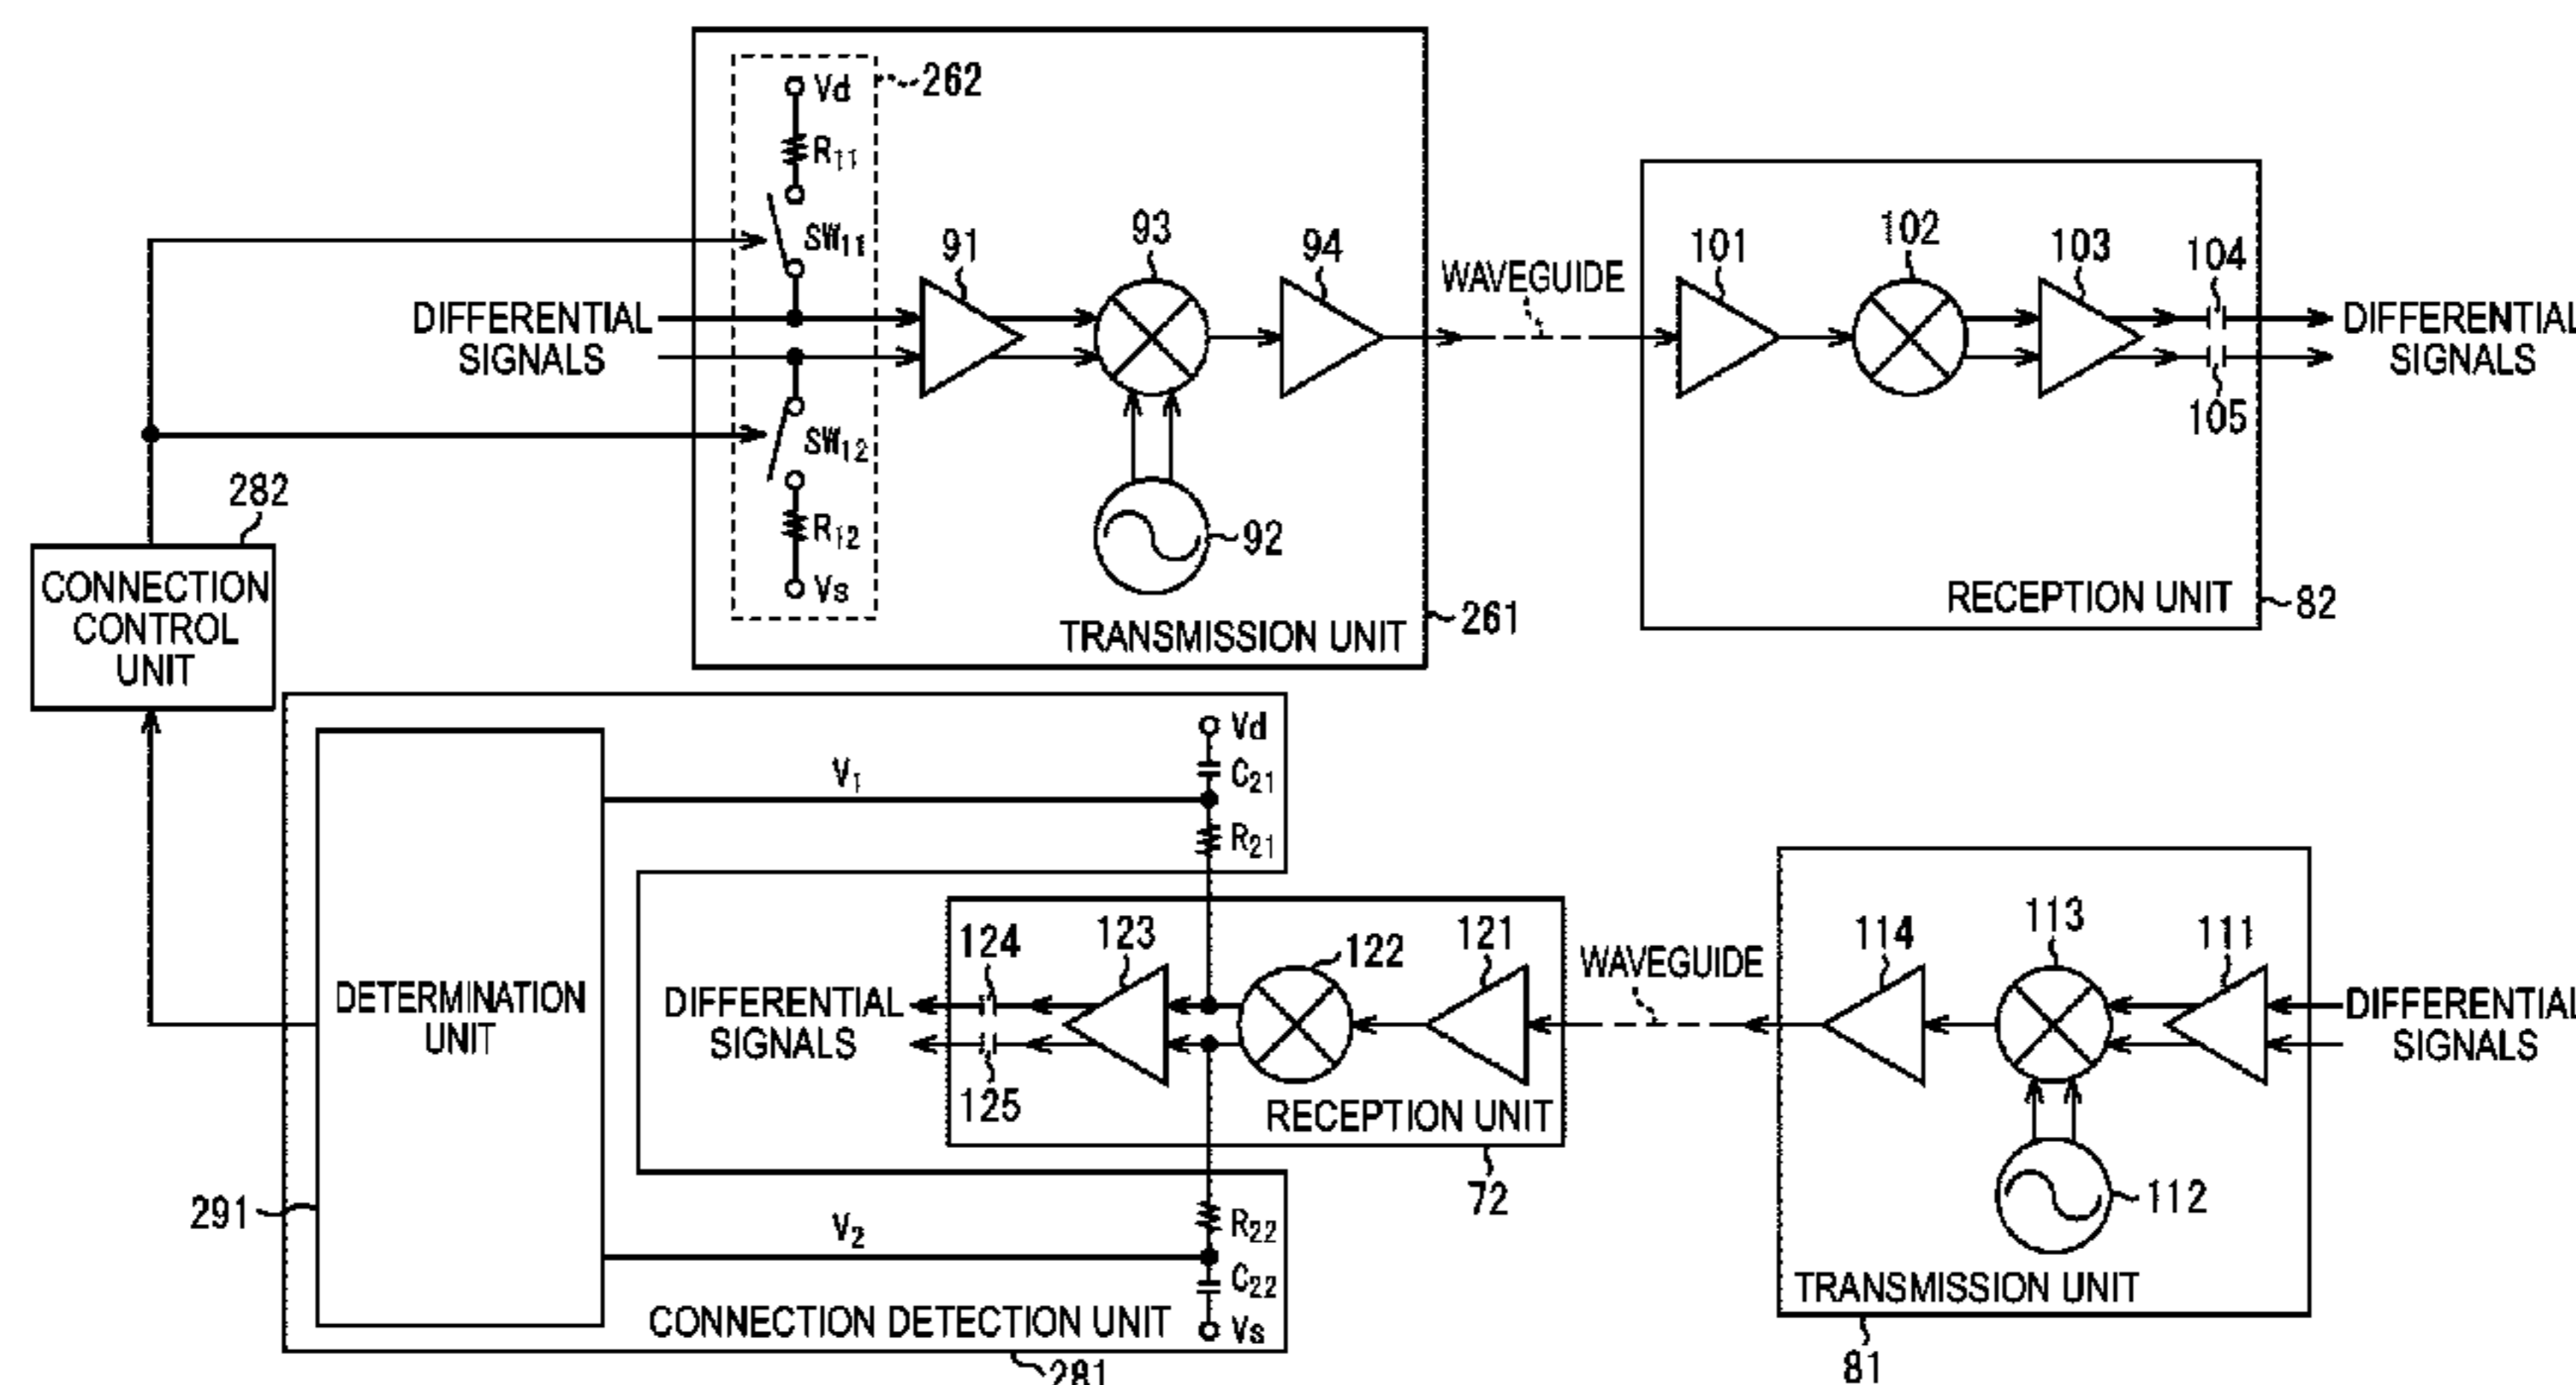 Vd
262
R11
SW11
91
93
94
WAVEGUIDE
101
102
103
104
DIFFERENTIAL
SIGNALS
DIFFERENTIAL
SIGNALS
105
SW12
R12
Vs
92
282
CONNECTION
CONTROL
UNIT
TRANSMISSION UNIT
261
RECEPTION UNIT
82
Vd
C21
V1
R21
DETERMINATION
UNIT
DIFFERENTIAL
SIGNALS
124
123
122
121
125
RECEPTION UNIT
72
WAVEGUIDE
114
113
111
DIFFERENTIAL
SIGNALS
112
TRANSMISSION UNIT
81
291
V2
R22
C22
Vs
CONNECTION DETECTION UNIT
281